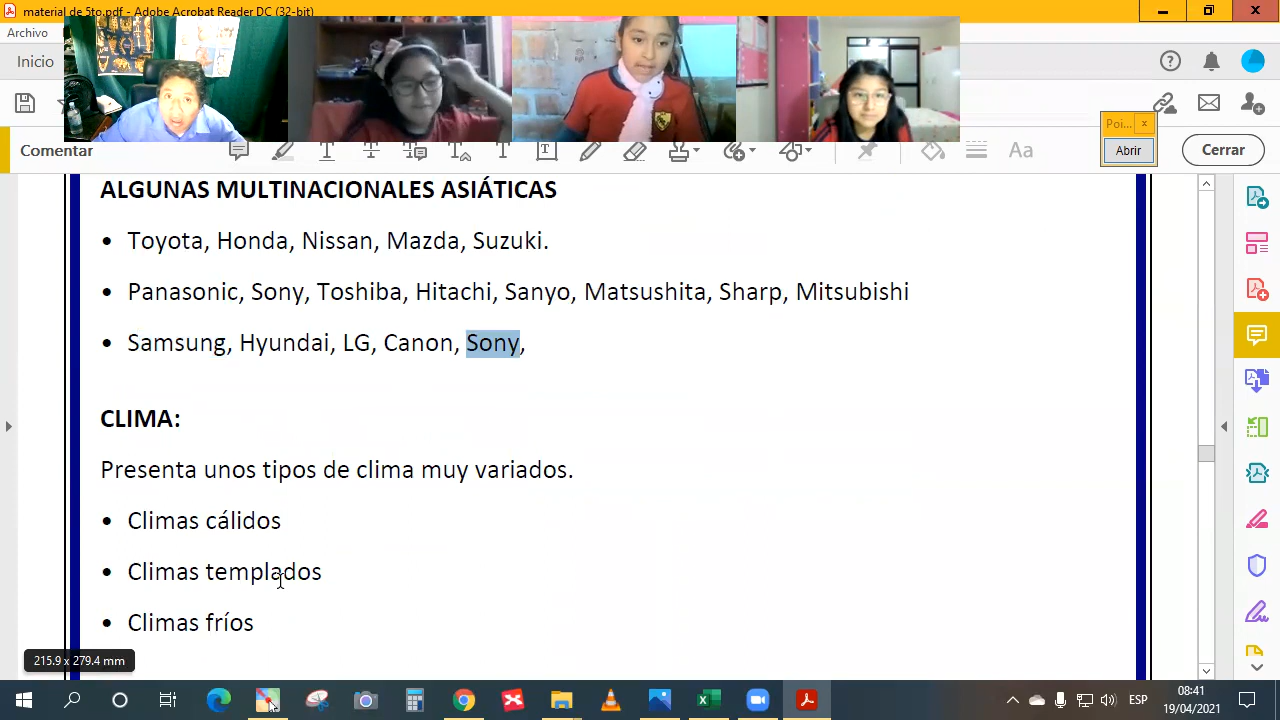 material de 5to.pdf - Adobe Acrobat Reader DC (32-bit)
Archivo
Inicio
Poi...
Abrir
Comentar
Cerrar
ALGUNAS MULTINACIONALES ASIÁTICAS
• Toyota, Honda, Nissan, Mazda, Suzuki.
• Panasonic, Sony, Toshiba, Hitachi, Sanyo, Matsushita, Sharp, Mitsubishi
• Samsung, Hyundai, LG, Canon, Sony,
CLIMA:
Presenta unos tipos de clima muy variados.
• Climas cálidos
• Climas templados
• Climas fríos
215.9 x 279.4 mm
ESP
08:41
19/04/2021